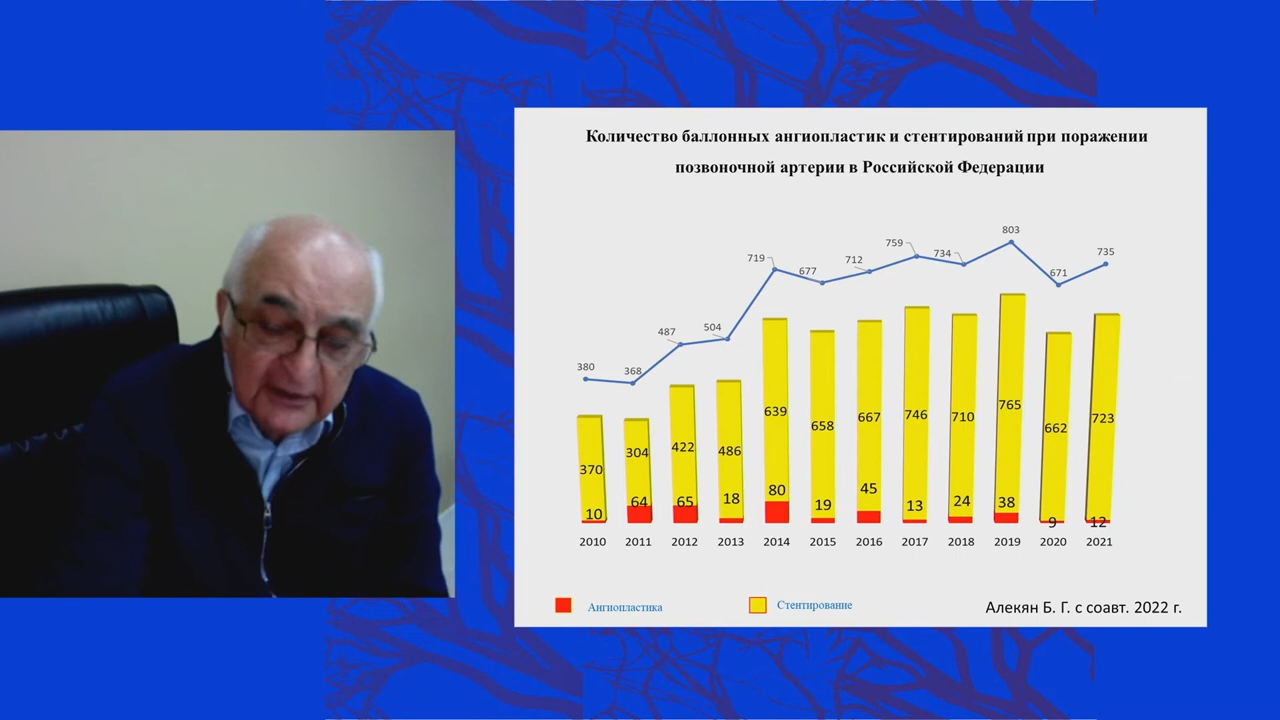 Количество баллонных ангиопластик и стентирований при поражении
позвоночной артерии в Российской Федерации
380 368 487 504 719 677 712 759 734 803 671 735
370 304 422 486 639 658 667 746 710 765 662 723
10 64 65 18 80 19 45 13 24 38 9 12
2010 2011 2012 2013 2014 2015 2016 2017 2018 2019 2020 2021
Ангиопластика Стентирование Алекян Б. Г. с соавт. 2022 г.